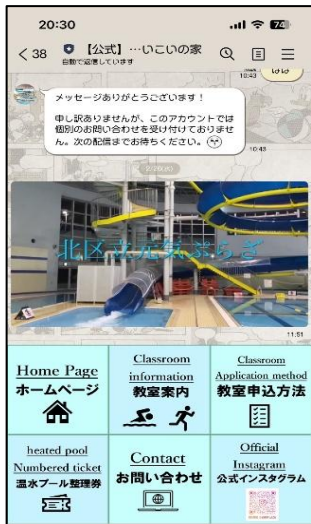 20:30
74
38
【公式】…いこいの家
自動で返信しています
10:43
はは
メッセージありがとうございます！
申し訳ありませんが、このアカウントでは
個別のお問い合わせを受け付けておりませ
ん。次の配信までお待ちください。
10:43
北区立元気ぷらざ
11:51
Home Page
ホームページ
Classroom
information
教室案内
Classroom
Application method
教室申込方法
heated pool
Numbered ticket
温水プール整理券
Contact
お問い合わせ
Official
Instagram
公式インスタグラム